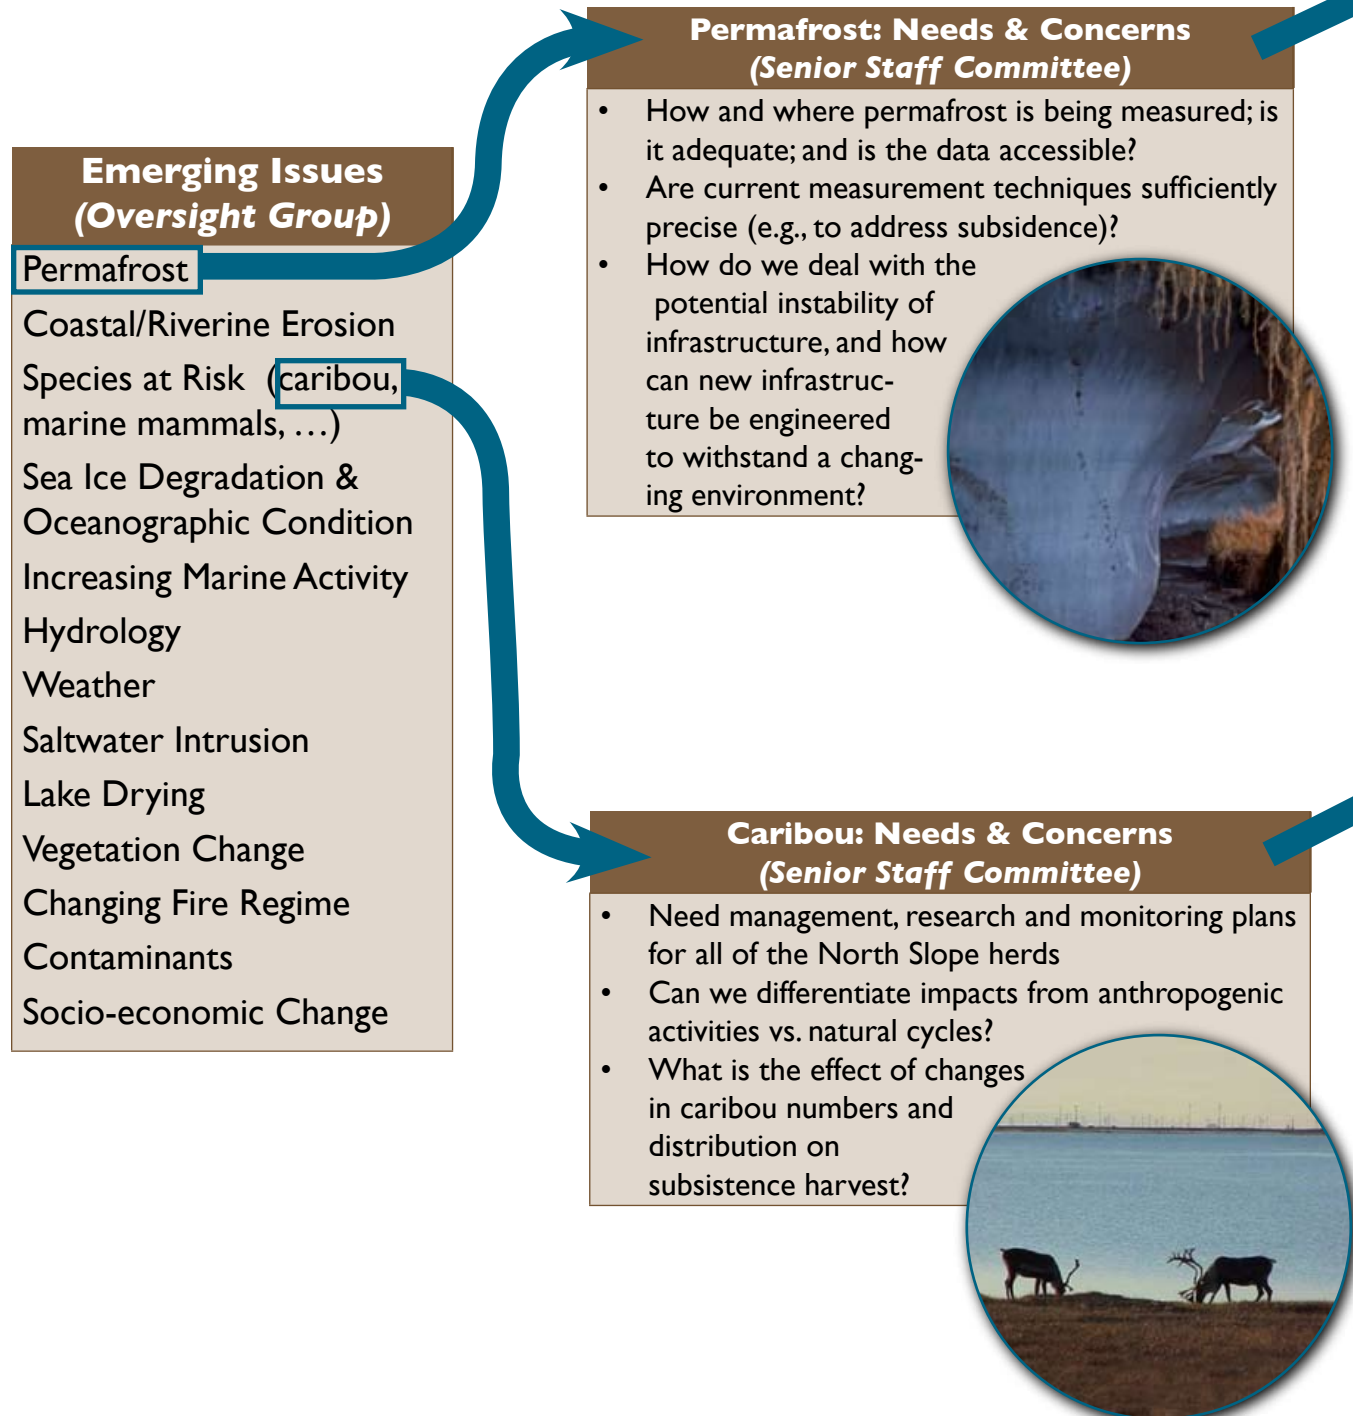 Permafrost: Needs & Concerns
(Senior Staff Committee)
• How and where permafrost is being measured; is
it adequate; and is the data accessible?
• Are current measurement techniques sufficiently
precise (e.g., to address subsidence)?
• How do we deal with the
potential instability of
infrastructure, and how
can new infrastruc-
ture be engineered
to withstand a chang-
ing environment?
Emerging Issues
(Oversight Group)
Permafrost
Coastal/Riverine Erosion
Species at Risk (caribou,
marine mammals, …)
Sea Ice Degradation &
Oceanographic Condition
Increasing Marine Activity
Hydrology
Weather
Saltwater Intrusion
Lake Drying
Vegetation Change
Changing Fire Regime
Contaminants
Socio-economic Change
Caribou: Needs & Concerns
(Senior Staff Committee)
• Need management, research and monitoring plans
for all of the North Slope herds
• Can we differentiate impacts from anthropogenic
activities vs. natural cycles?
• What is the effect of changes
in caribou numbers and
distribution on
subsistence harvest?